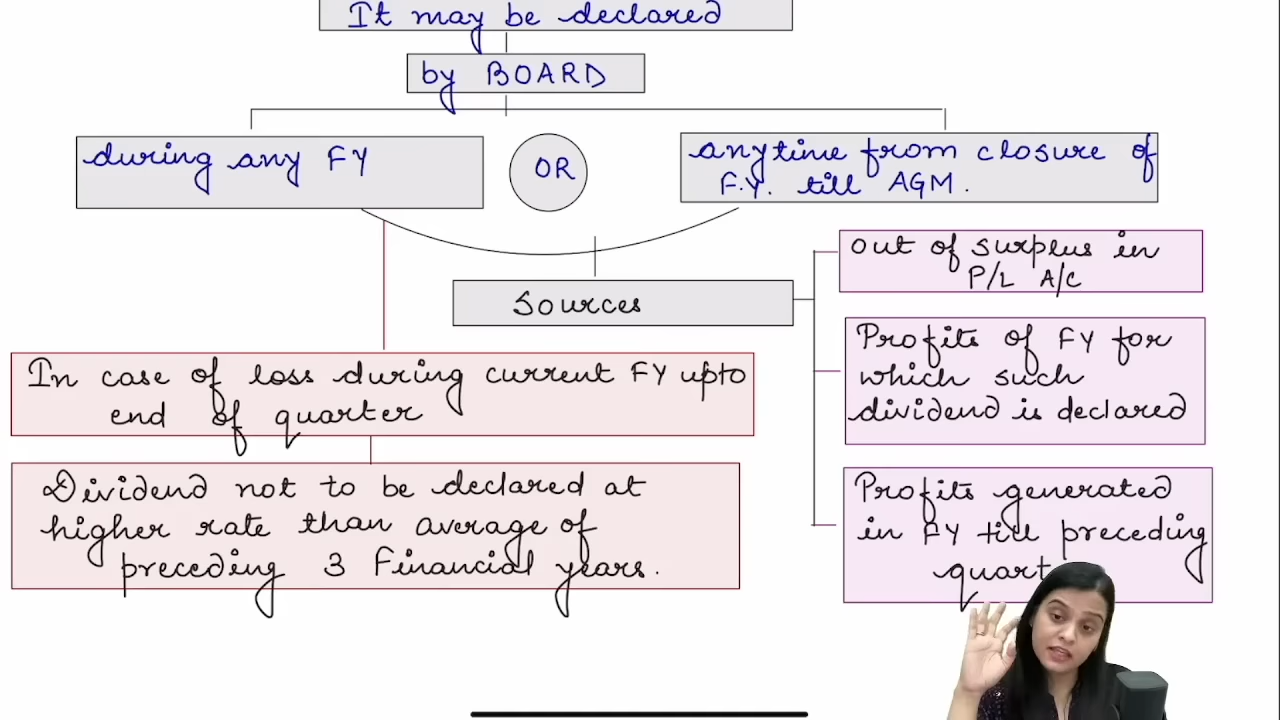 It may be declared
by BOARD
during any FY
OR
anytime from closure of
F.Y. till AGM.
Sources
out of surplus in
P/L A/C
Profits of FY for
which such
dividend is declared
Profits generated
in FY till preceding
In case of loss during current FY upto
end of quarter
Dividend not to be declared at
higher rate than average of
preceding 3 Financial years.